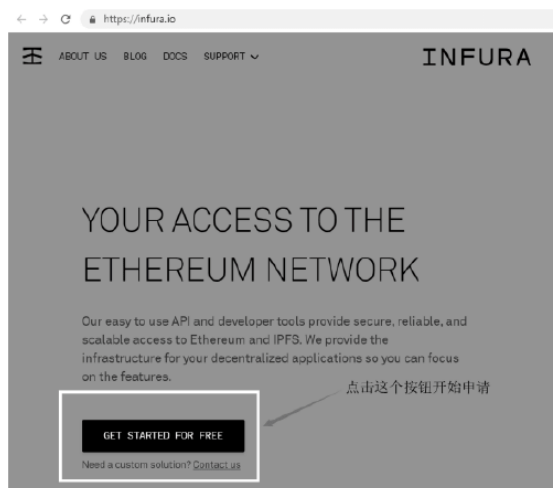 https://infura.io
ABOUT US BLOG DOCS SUPPORT
INFURA
YOUR ACCESS TO THE
ETHEREUM NETWORK
Our easy to use API and developer tools provide secure, reliable, and
scalable access to Ethereum and IPFS. We provide the
infrastructure for your decentralized applications so you can focus
on the features.
点击这个按钮开始申请
GET STARTED FOR FREE
Need a custom solution? Contact us